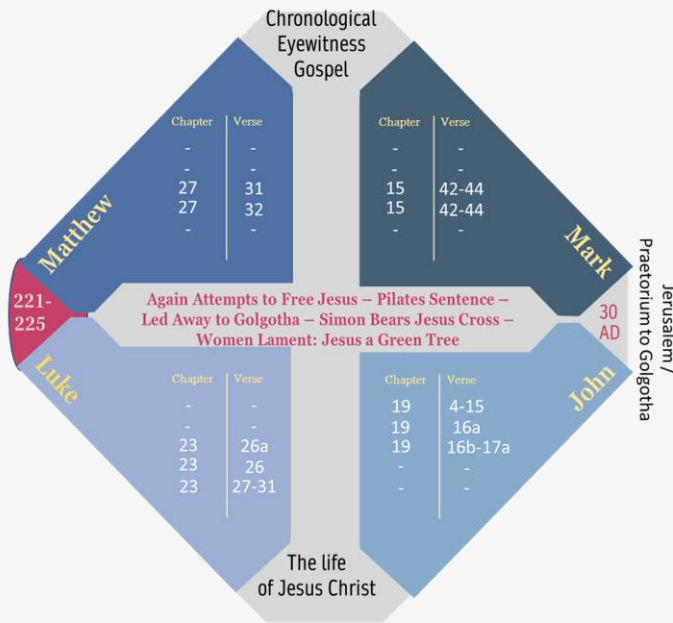 Chronological
Eyewitness
Gospel
Chapter Verse
- -
- -
27 31
27 32
- -
Matthew
Chapter Verse
- -
- -
15 42-44
15 42-44
- -
Mark
221-
225
Again Attempts to Free Jesus – Pilates Sentence –
Led Away to Golgotha – Simon Bears Jesus Cross –
Women Lament: Jesus a Green Tree
30
AD
Jerusalem /
Praetorium to Golgotha
Luke
Chapter Verse
- -
- -
23 26a
23 26
23 27-31
John
Chapter Verse
19 4-15
19 16a
19 16b-17a
- -
- -
The life
of Jesus Christ